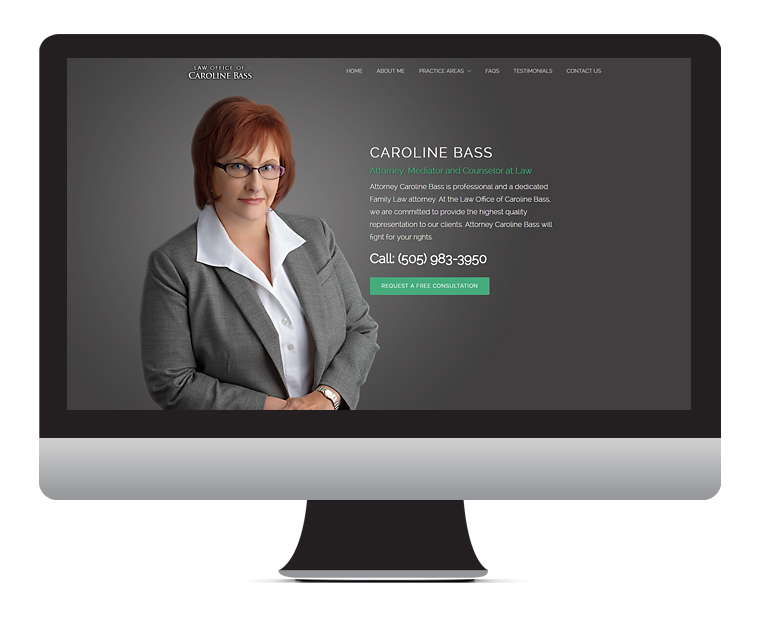 LAW OFFICE OF
CAROLINE BASS
HOME ABOUT ME PRACTICE AREAS FAQS TESTIMONIALS CONTACT US
CAROLINE BASS
Attorney, Mediator and Counselor at Law
Attorney Caroline Bass is professional and a dedicated
Family Law attorney. At the Law Office of Caroline Bass,
we are committed to provide the highest quality
representation to our clients. Attorney Caroline Bass will
fight for your rights.
Call: (505) 983-3950
REQUEST A FREE CONSULTATION